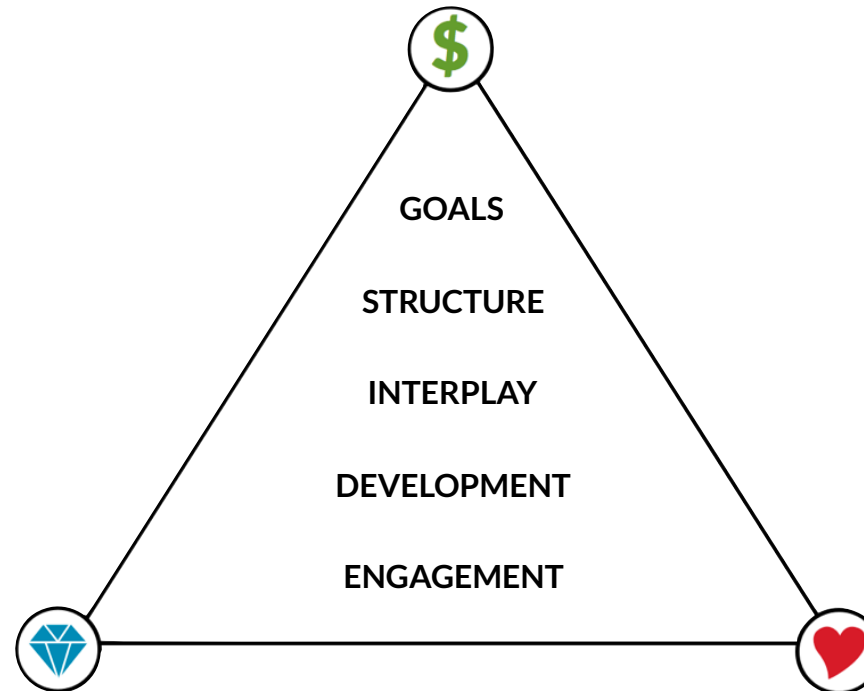 $
GOALS
STRUCTURE
INTERPLAY
DEVELOPMENT
ENGAGEMENT